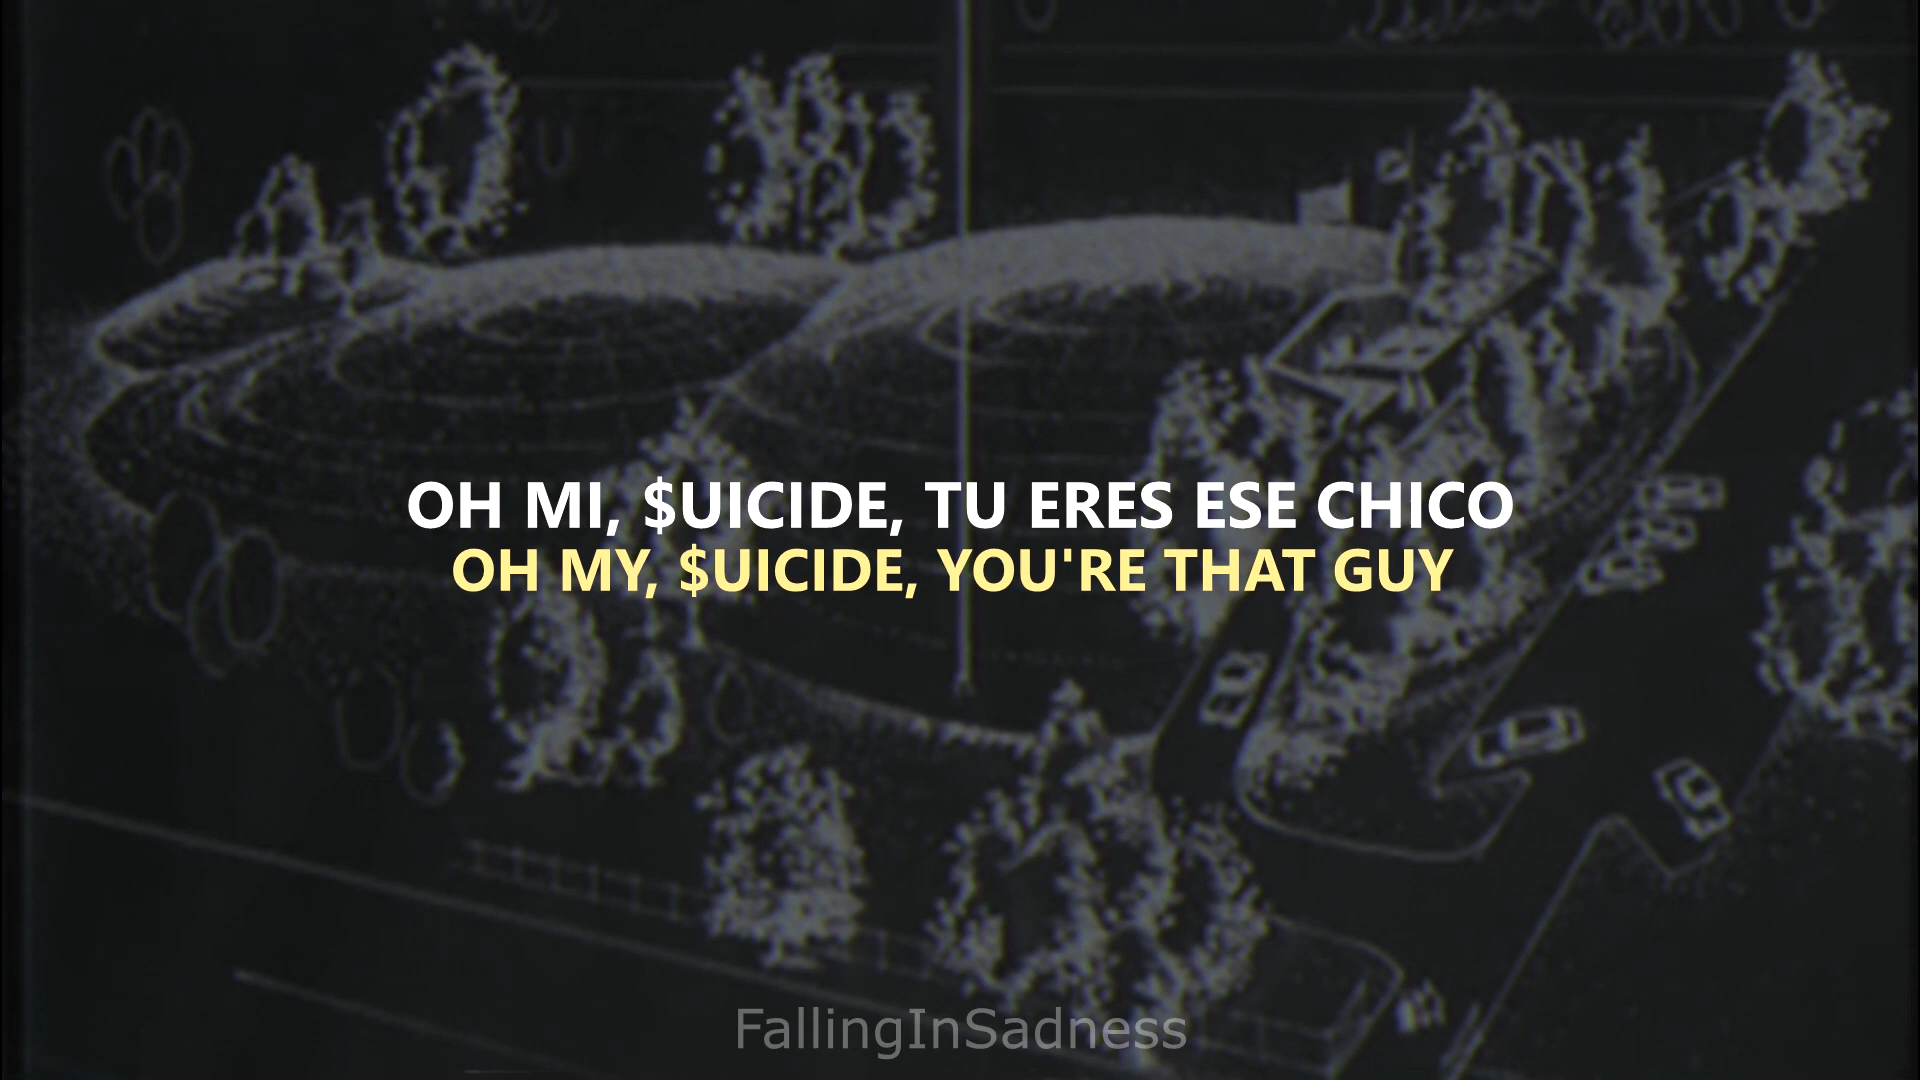 OH MI, $UICIDE, TU ERES ESE CHICO
OH MY, $UICIDE, YOU'RE THAT GUY
FallingInSadness